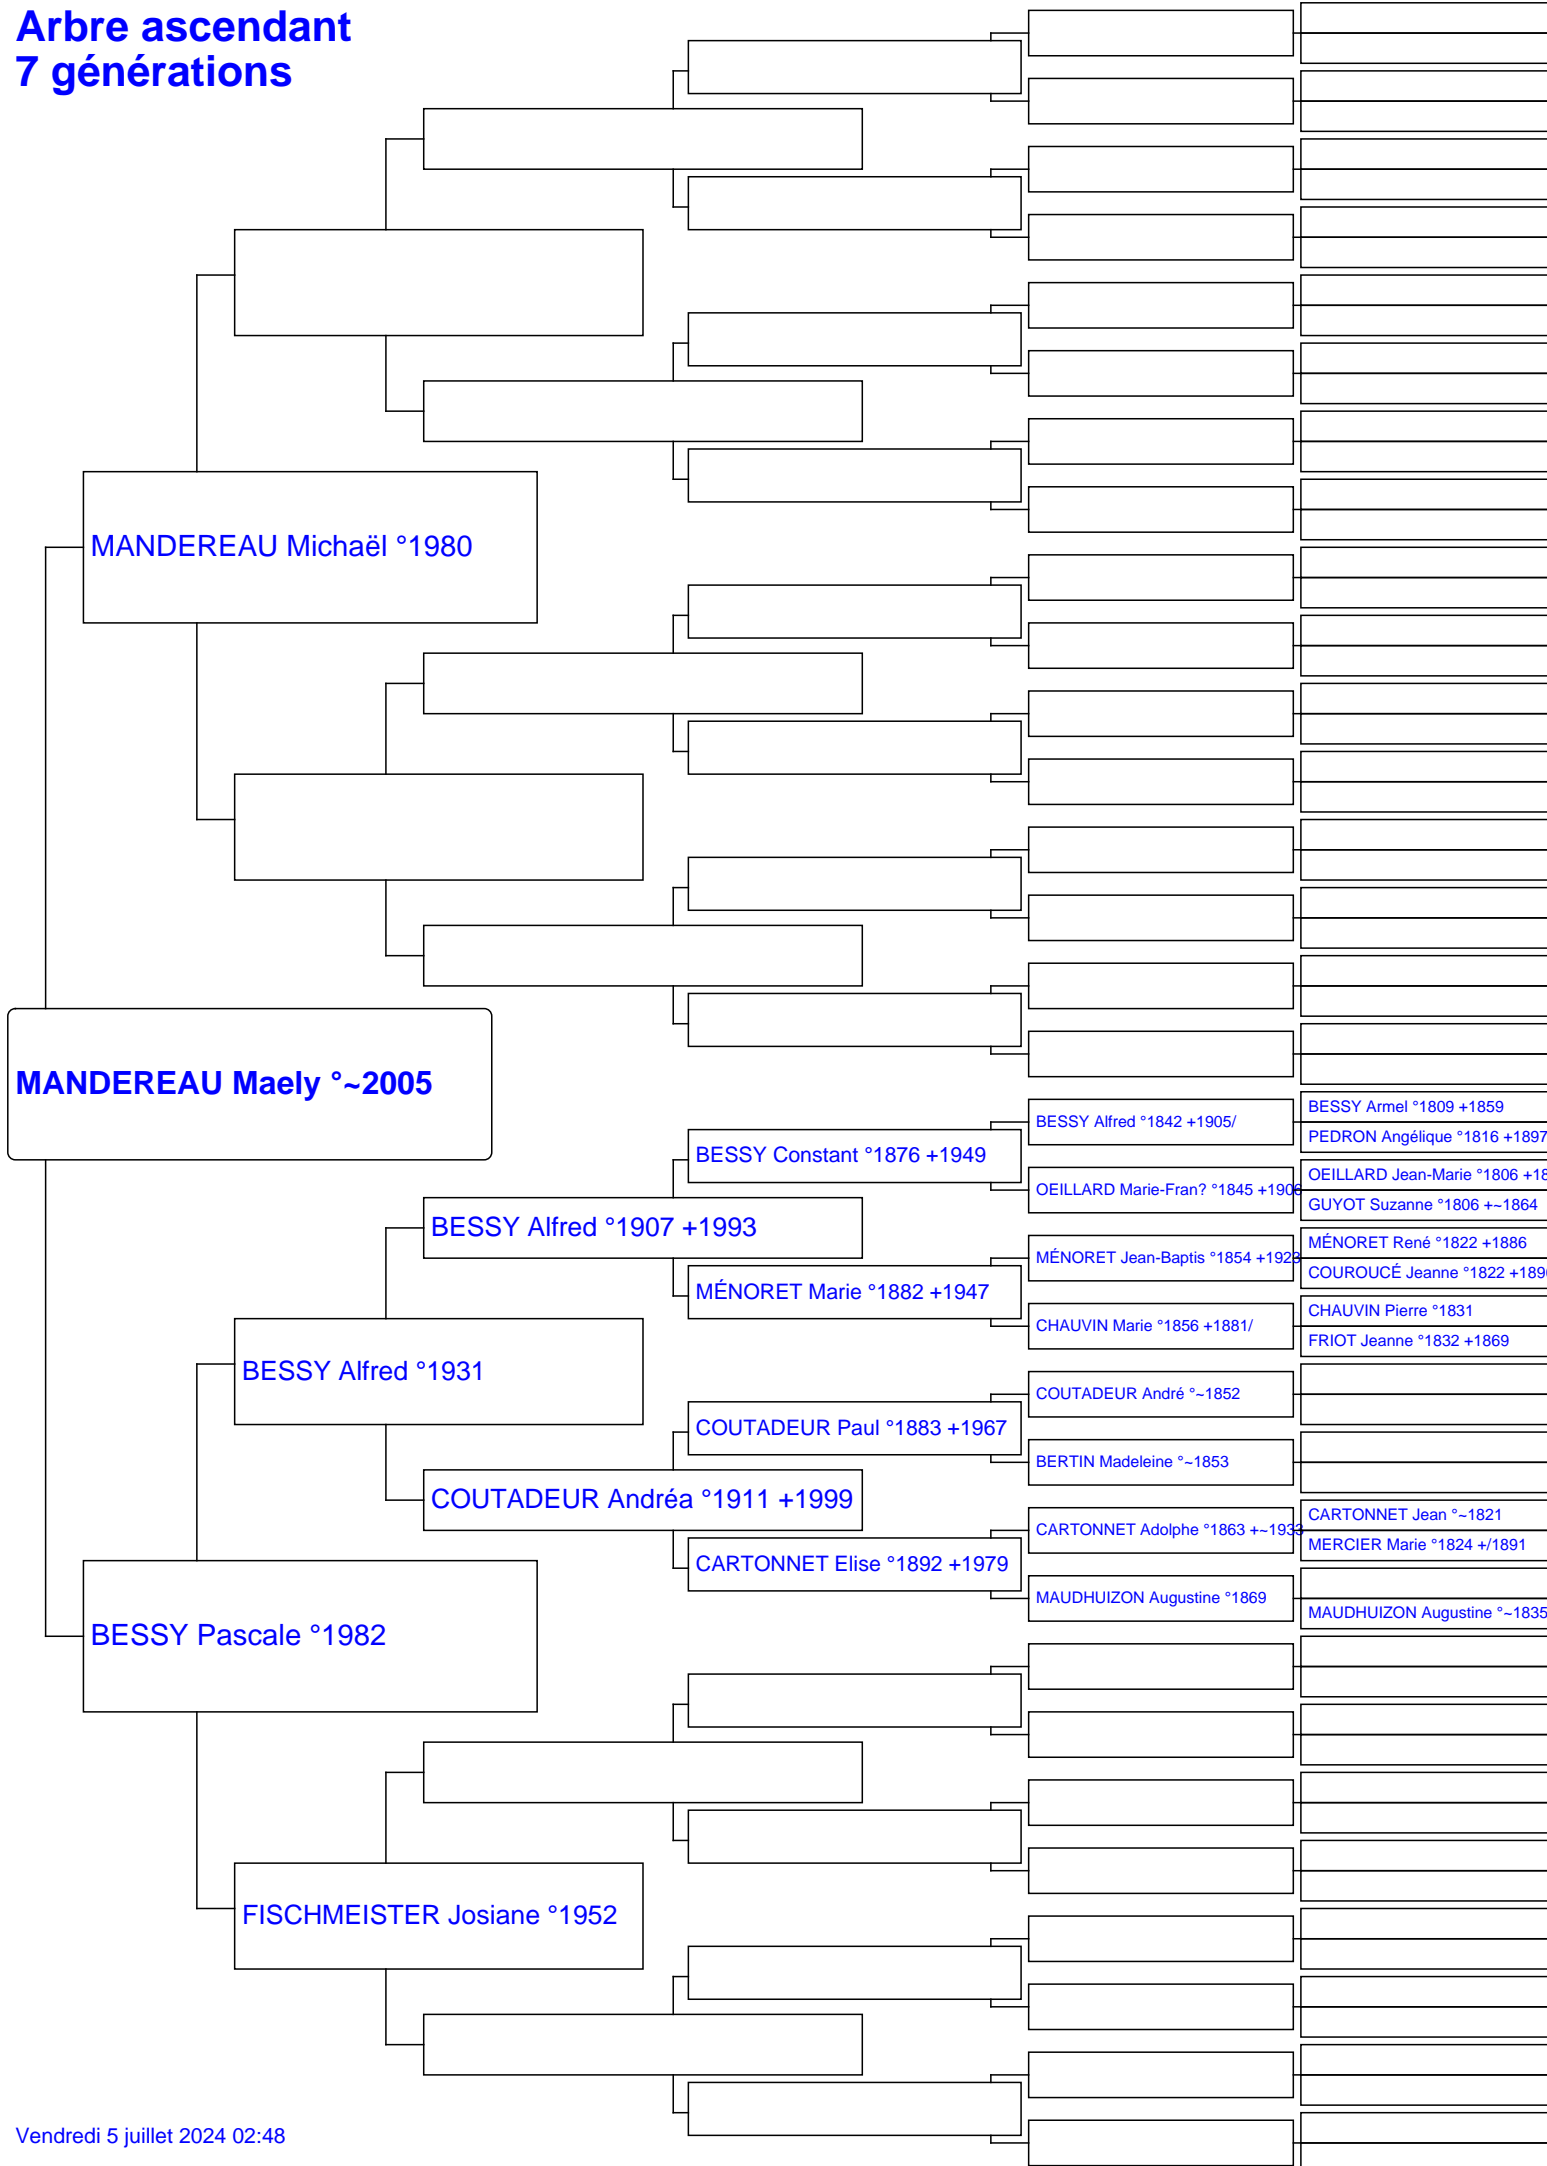 Arbre ascendant
7 générations
MANDEREAU Michaël °1980
MANDEREAU Maely °~2005
BESSY Armel °1809 +1859
BESSY Alfred °1842 +1905/
PEDRON Angélique °1816 +1897
BESSY Constant °1876 +1949
OEILLARD Jean-Marie °1806 +18
OEILLARD Marie-Fran? °1845 +1906
GUYOT Suzanne °1806 +~1864
BESSY Alfred °1907 +1993
MÉNORET René °1822 +1886
MÉNORET Jean-Baptis °1854 +1923
COUROUCÉ Jeanne °1822 +1890
MÉNORET Marie °1882 +1947
CHAUVIN Pierre °1831
CHAUVIN Marie °1856 +1881/
FRIOT Jeanne °1832 +1869
BESSY Alfred °1931
COUTADEUR André °~1852
COUTADEUR Paul °1883 +1967
BERTIN Madeleine °~1853
COUTADEUR Andréa °1911 +1999
CARTONNET Jean °~1821
CARTONNET Adolphe °1863 +~1933
MERCIER Marie °1824 +/1891
CARTONNET Elise °1892 +1979
MAUDHUIZON Augustine °1869
MAUDHUIZON Augustine °~1835
BESSY Pascale °1982
FISCHMEISTER Josiane °1952
Vendredi 5 juillet 2024 02:48